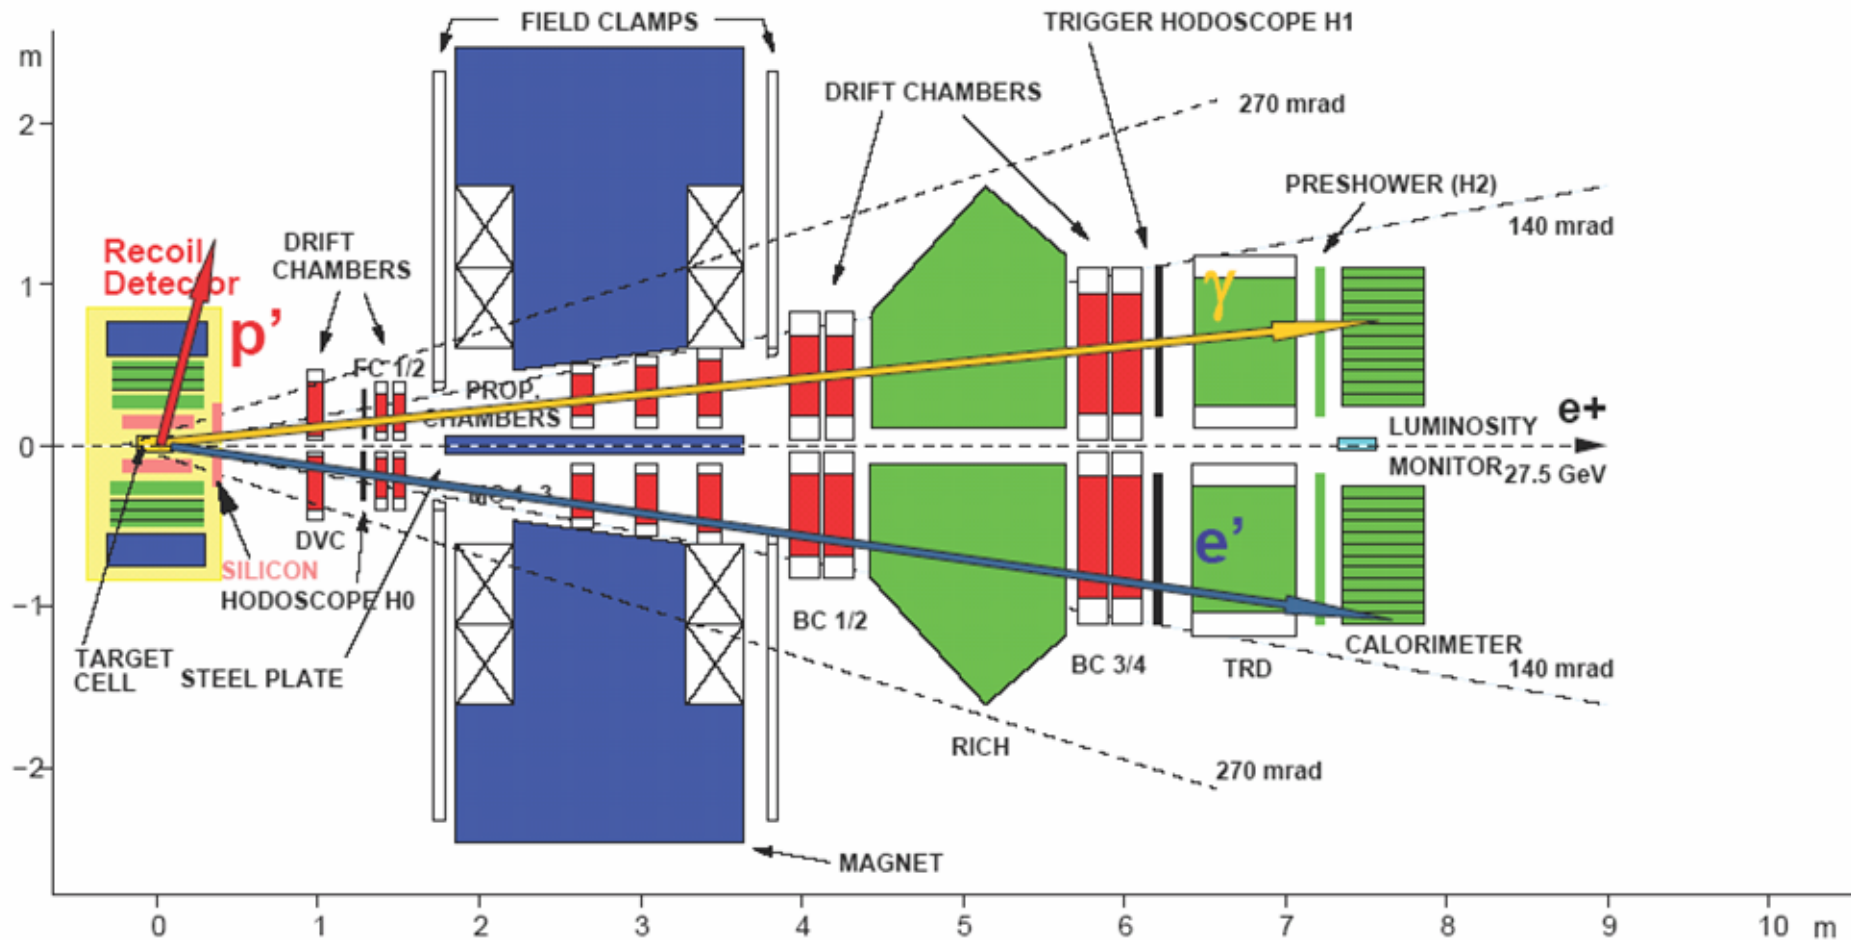 FIELD CLAMPS
TRIGGER HODOSCOPE H1
m
DRIFT CHAMBERS
270 mrad
2
PRESHOWER (H2)
140 mrad
Recoil
Detector
DRIFT
CHAMBERS
1
γ
p’
FC 1/2
PROP.
CHAMBERS
e+
LUMINOSITY
0
MONITOR
27.5 GeV
DVC
e’
SILICON
HODOSCOPE H0
−1
BC 1/2
TARGET
CELL
STEEL PLATE
BC 3/4
TRD
CALORIMETER
140 mrad
RICH
−2
270 mrad
MAGNET
0 1 2 3 4 5 6 7 8 9 10 m